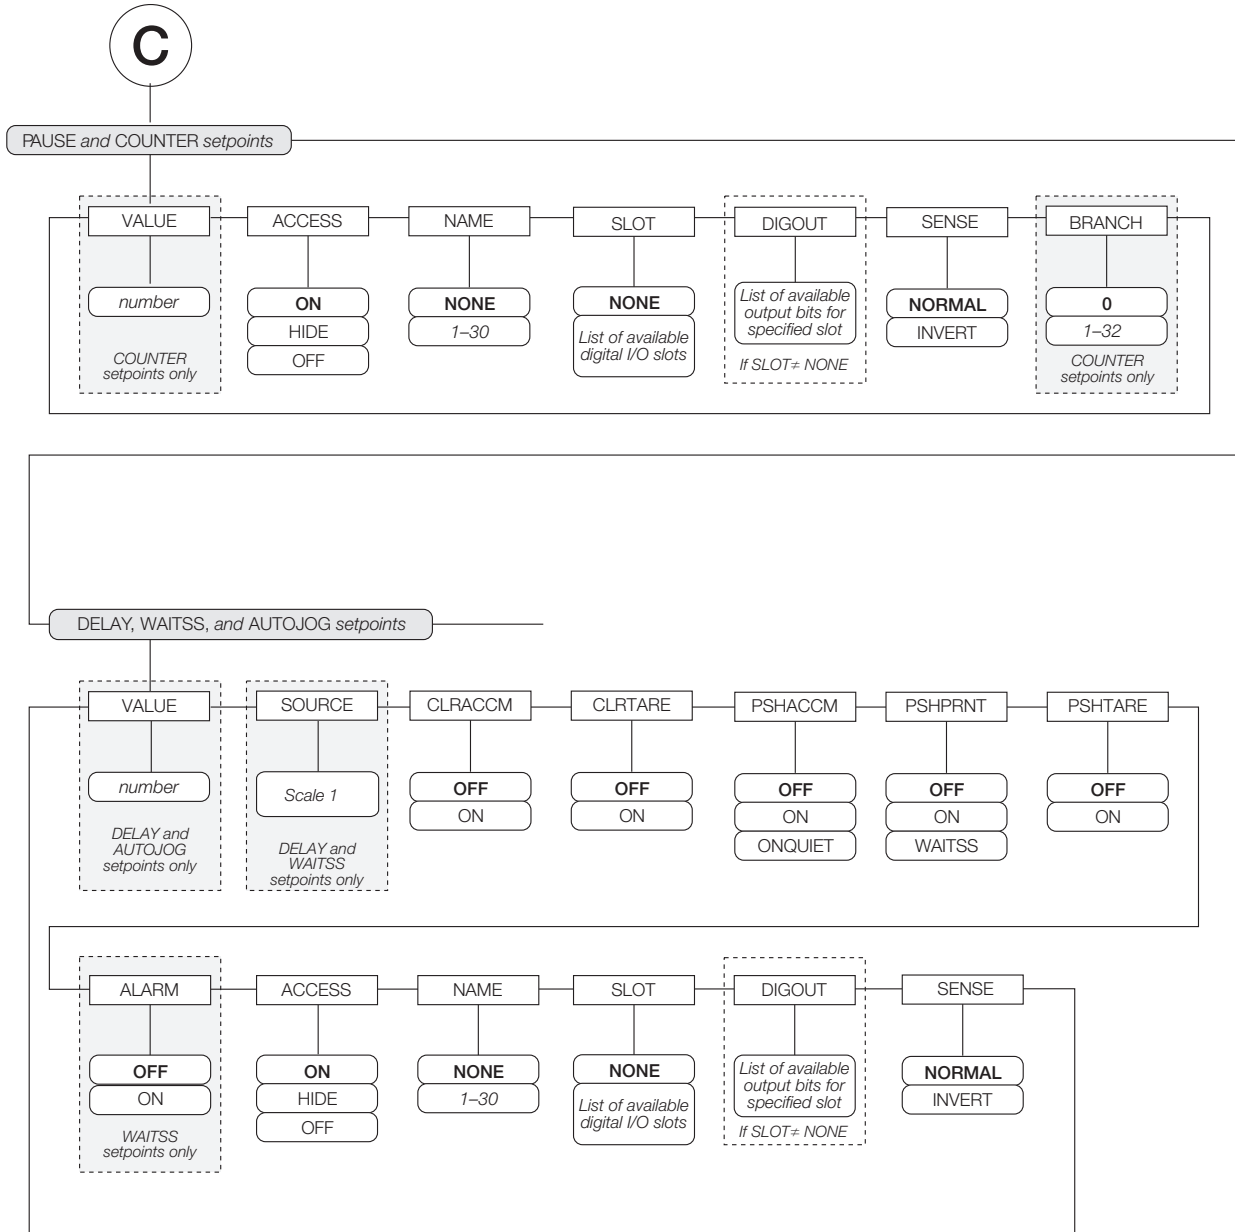 C
PAUSE and COUNTER setpoints
VALUE
ACCESS
NAME
SLOT
DIGOUT
SENSE
BRANCH
number
COUNTER
setpoints only
ON
HIDE
OFF
NONE
1–30
NONE
List of available
digital I/O slots
List of available
output bits for
specified slot
If SLOT≠ NONE
NORMAL
INVERT
0
1–32
COUNTER
setpoints only
DELAY, WAITSS, and AUTOJOG setpoints
VALUE
SOURCE
CLRACCM
CLRTARE
PSHACCM
PSHPRNT
PSHTARE
number
DELAY and
AUTOJOG
setpoints only
Scale 1
DELAY and
WAITSS
setpoints only
OFF
ON
OFF
ON
OFF
ON
ONQUIET
OFF
ON
WAITSS
OFF
ON
ALARM
ACCESS
NAME
SLOT
DIGOUT
SENSE
OFF
ON
WAITSS
setpoints only
ON
HIDE
OFF
NONE
1–30
NONE
List of available
digital I/O slots
List of available
output bits for
specified slot
If SLOT≠ NONE
NORMAL
INVERT